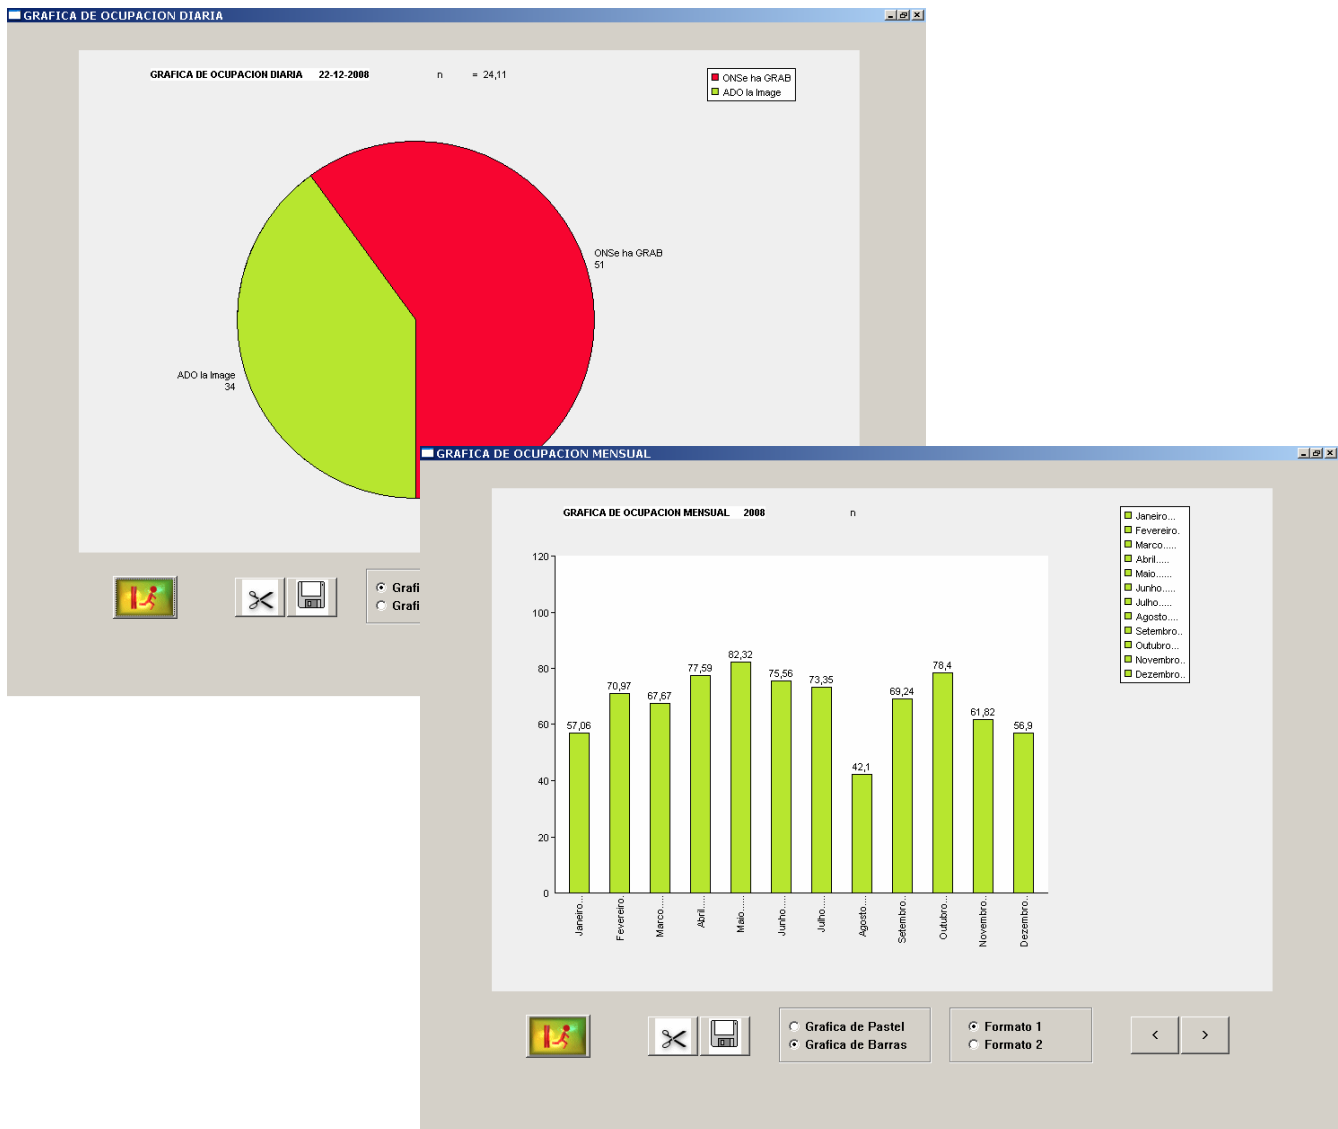 GRAFICA DE OCUPACION DIARIA
GRAFICA DE OCUPACION DIARIA 22-12-2008 n = 24,11
ONSe ha GRAB
ADO la Image
ONSe ha GRAB
51
ADO la Image
34
Grafi
Grafi
GRAFICA DE OCUPACION MENSUAL
GRAFICA DE OCUPACION MENSUAL 2008 n
Janeiro...
Fevereiro.
Marco.....
Abril.....
Maio......
Junho.....
Julho.....
Agosto....
Setembro..
Outubro...
Novembro..
Dezembro..
120
100
80
60
40
20
0
57,06
70,97
67,67
77,59
82,32
75,56
73,35
42,1
69,24
78,4
61,82
56,9
Janeiro...
Fevereiro.
Marco.....
Abril.....
Maio......
Junho.....
Julho.....
Agosto....
Setembro..
Outubro...
Novembro..
Dezembro..
Grafica de Pastel
Grafica de Barras
Formato 1
Formato 2
< >